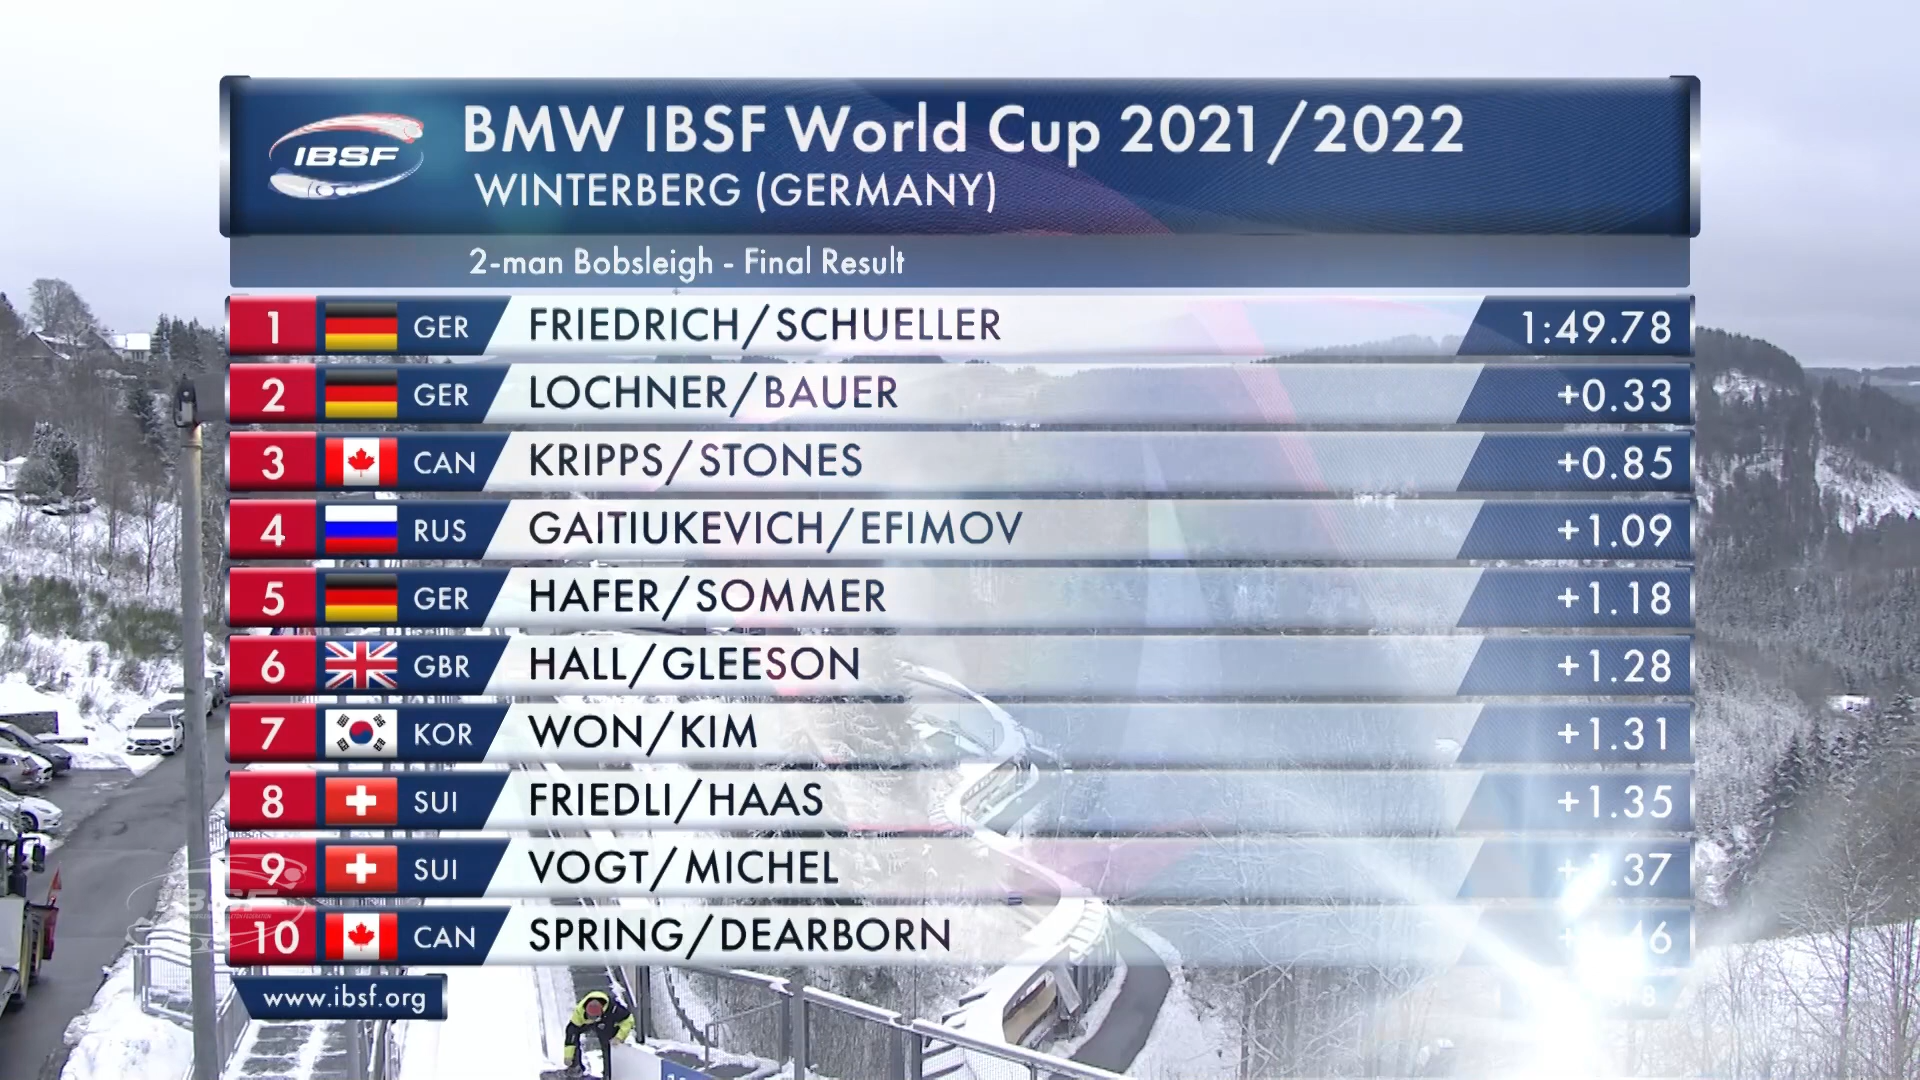 IBSF
BMW IBSF World Cup 2021/2022
WINTERBERG (GERMANY)
2-man Bobsleigh - Final Result
1 GER FRIEDRICH/SCHUELLER 1:49.78
2 GER LOCHNER/BAUER +0.33
3 CAN KRIPPS/STONES +0.85
4 RUS GAITIUKEVICH/EFIMOV +1.09
5 GER HAFER/SOMMER +1.18
6 GBR HALL/GLEESON +1.28
7 KOR WON/KIM +1.31
8 SUI FRIEDLI/HAAS +1.35
9 SUI VOGT/MICHEL +1.37
10 CAN SPRING/DEARBORN
IBSF
www.ibsf.org